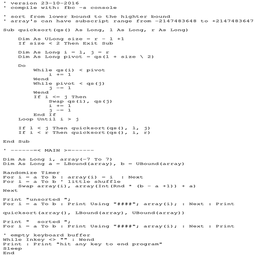 ' version 23-10-2016
' compile with: fbc -s console

' sort from lower bound to the highter bound
' array's can have subscript range from -2147483648 to +2147483647

Sub quicksort(qs() As Long, l As Long, r As Long)

    Dim As ULong size = r - l +1
    If size < 2 Then Exit Sub

    Dim As Long i = l, j = r
    Dim As Long pivot = qs(l + size \ 2)

    Do
        While qs(i) < pivot
            i += 1
        Wend
        While pivot < qs(j)
            j -= 1
        Wend
        If i <= j Then
            Swap qs(i), qs(j)
            i += 1
            j -= 1
        End If
    Loop Until i > j

    If l < j Then quicksort(qs(), l, j)
    If i < r Then quicksort(qs(), i, r)

End Sub

' ------=< MAIN >=------

Dim As Long i, array(-7 To 7)
Dim As Long a = LBound(array), b = UBound(array)

Randomize Timer
For i = a To b : array(i) = i : Next
For i = a To b ' little shuffle
    Swap array(i), array(Int(Rnd * (b - a +1)) + a)
Next

Print "unsorted ";
For i = a To b : Print Using "####"; array(i); : Next : Print

quicksort(array(), LBound(array), UBound(array))

Print "  sorted ";
For i = a To b : Print Using "####"; array(i); : Next : Print

' empty keyboard buffer
While Inkey <> "" : Wend
Print : Print "hit any key to end program"
Sleep
End